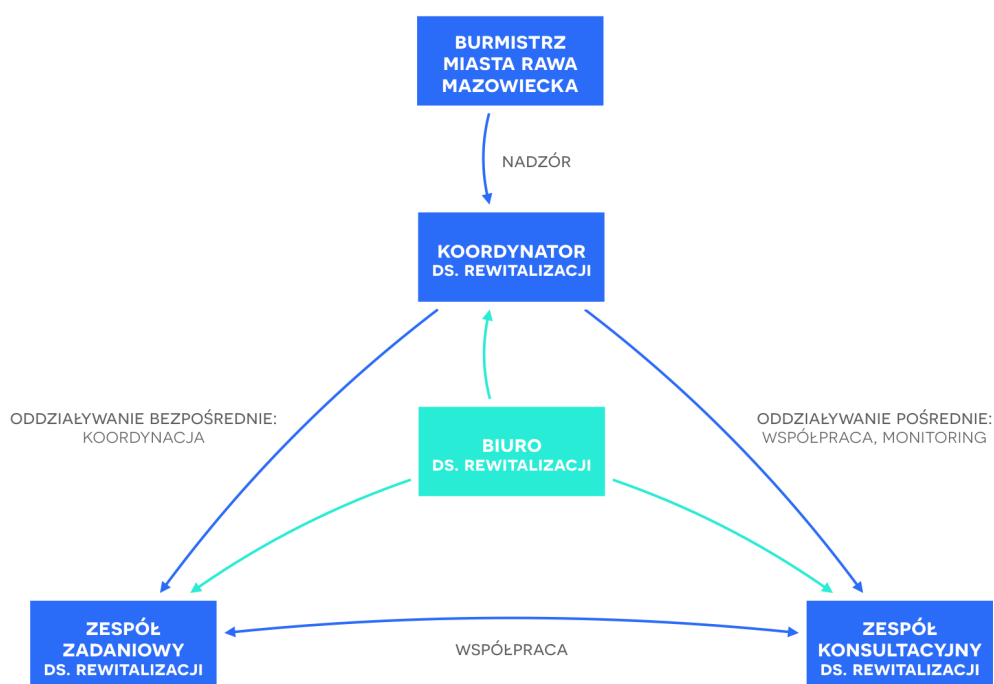 BURMISTRZ
MIASTA RAWA
MAZOWIECKA
NADZÓR
KOORDYNATOR
DS. REWITALIZACJI
ODDZIAŁYWANIE BEZPOŚREDNIE:
KOORDYNACJA
ODDZIAŁYWANIE POŚREDNIE:
WSPÓŁPRACA, MONITORING
BIURO
DS. REWITALIZACJI
ZESPÓŁ
ZADANIOWY
DS. REWITALIZACJI
WSPÓŁPRACA
ZESPÓŁ
KONSULTACYJNY
DS. REWITALIZACJI